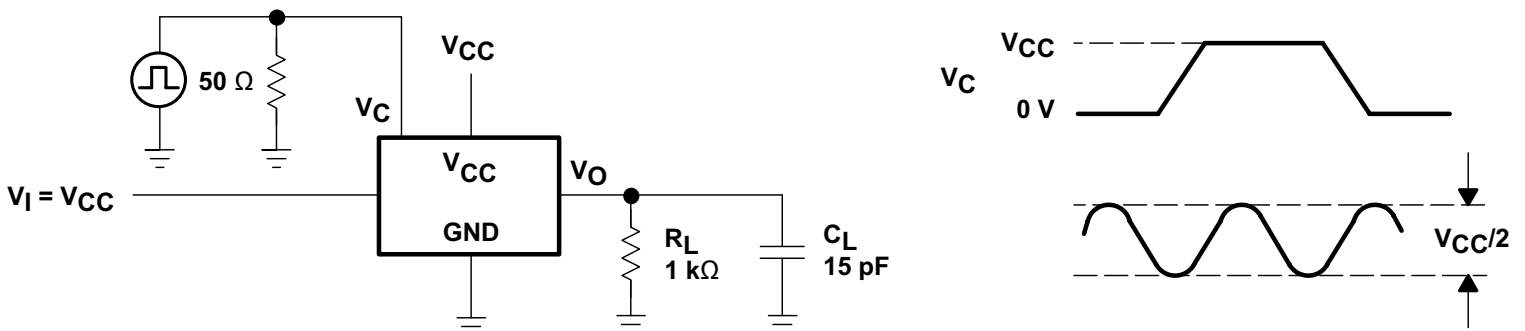 50 Ω
VC
VCC
VI = VCC
VCC
GND
VO
RL
1 kΩ
CL
15 pF
VC
VCC
0 V
VCC/2